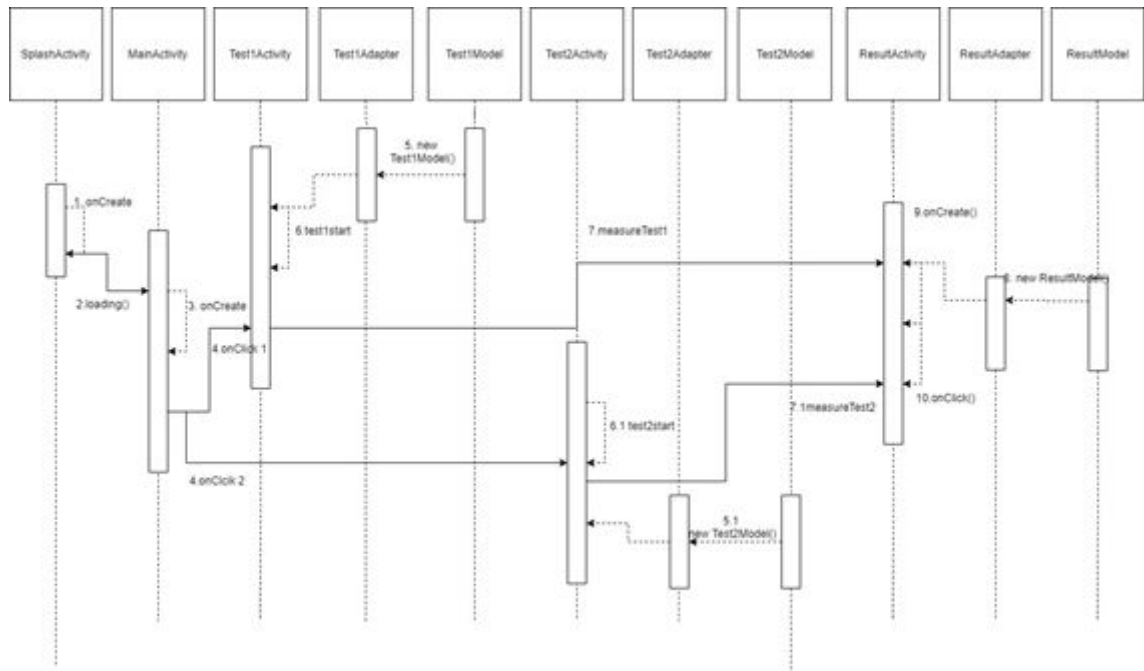 SplashActivity
MainActivity
Test1Activity
Test1Adapter
Test1Model
Test2Activity
Test2Adapter
Test2Model
ResultActivity
ResultAdapter
ResultModel
5. new
Test1Model()
1. onCreate
9.onCreate()
6.test1start
7.measureTest1
8. new ResultModel()
2.loading()
3. onCreate
4.onClick 1
10.onClick()
7.1measureTest2
6.1 test2start
4.onClcik 2
5.1
new Test2Model()